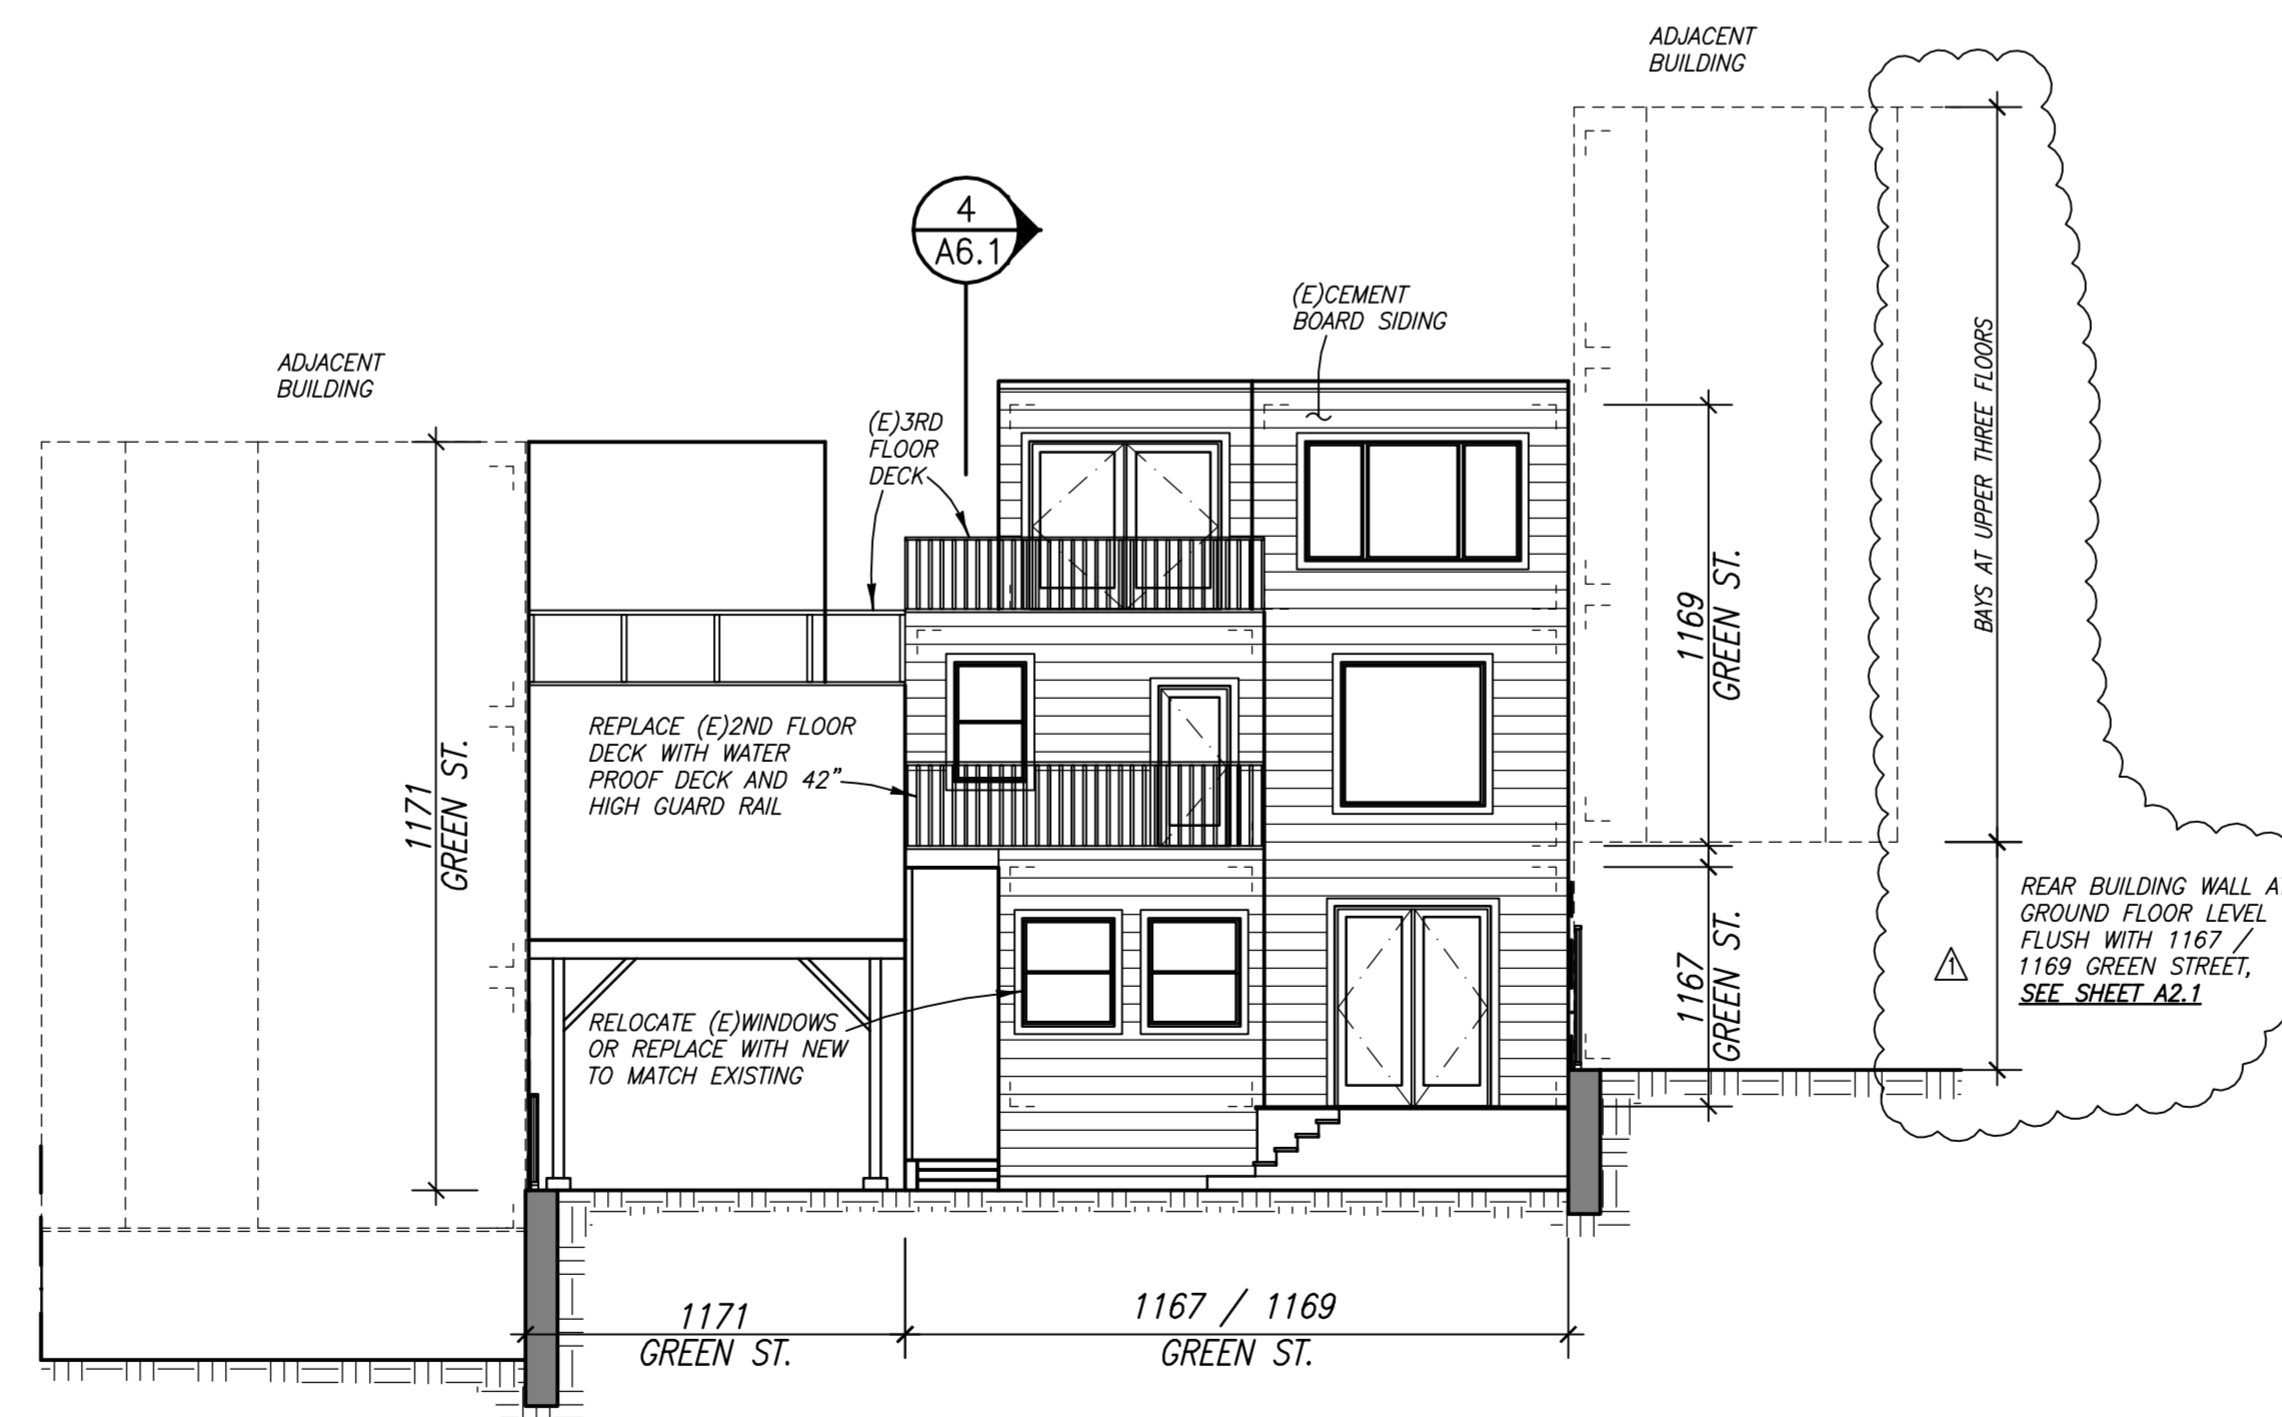 ADJACENT
BUILDING
4
A6.1
(E)CEMENT
BOARD SIDING
ADJACENT
BUILDING
(E)3RD
FLOOR
DECK
BAYS AT UPPER THREE FLOORS
1169
GREEN ST.
REPLACE (E)2ND FLOOR
DECK WITH WATER
PROOF DECK AND 42"
HIGH GUARD RAIL
1171
GREEN ST.
REAR BUILDING WALL
GROUND FLOOR LEVEL
FLUSH WITH 1167 /
1169 GREEN STREET,
SEE SHEET A2.1
1
1167
GREEN ST.
RELOCATE (E)WINDOWS
OR REPLACE WITH NEW
TO MATCH EXISTING
1171
GREEN ST.
1167 / 1169
GREEN ST.